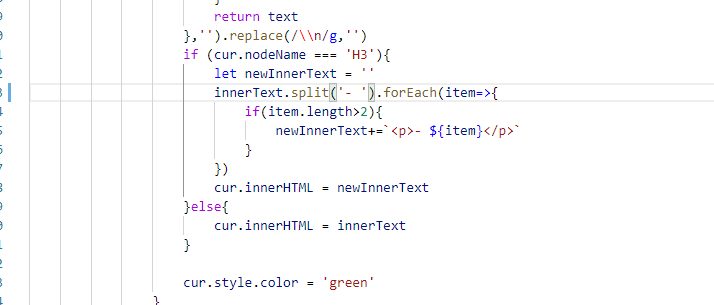 return text
},'').replace(/\\n/g,'')
if (cur.nodeName === 'H3'){
let newInnerText = ''
innerText.split('- ').forEach(item=>{
if(item.length>2){
newInnerText+=`<p>- ${item}</p>`
}
})
cur.innerHTML = newInnerText
}else{
cur.innerHTML = innerText
}
cur.style.color = 'green'
}